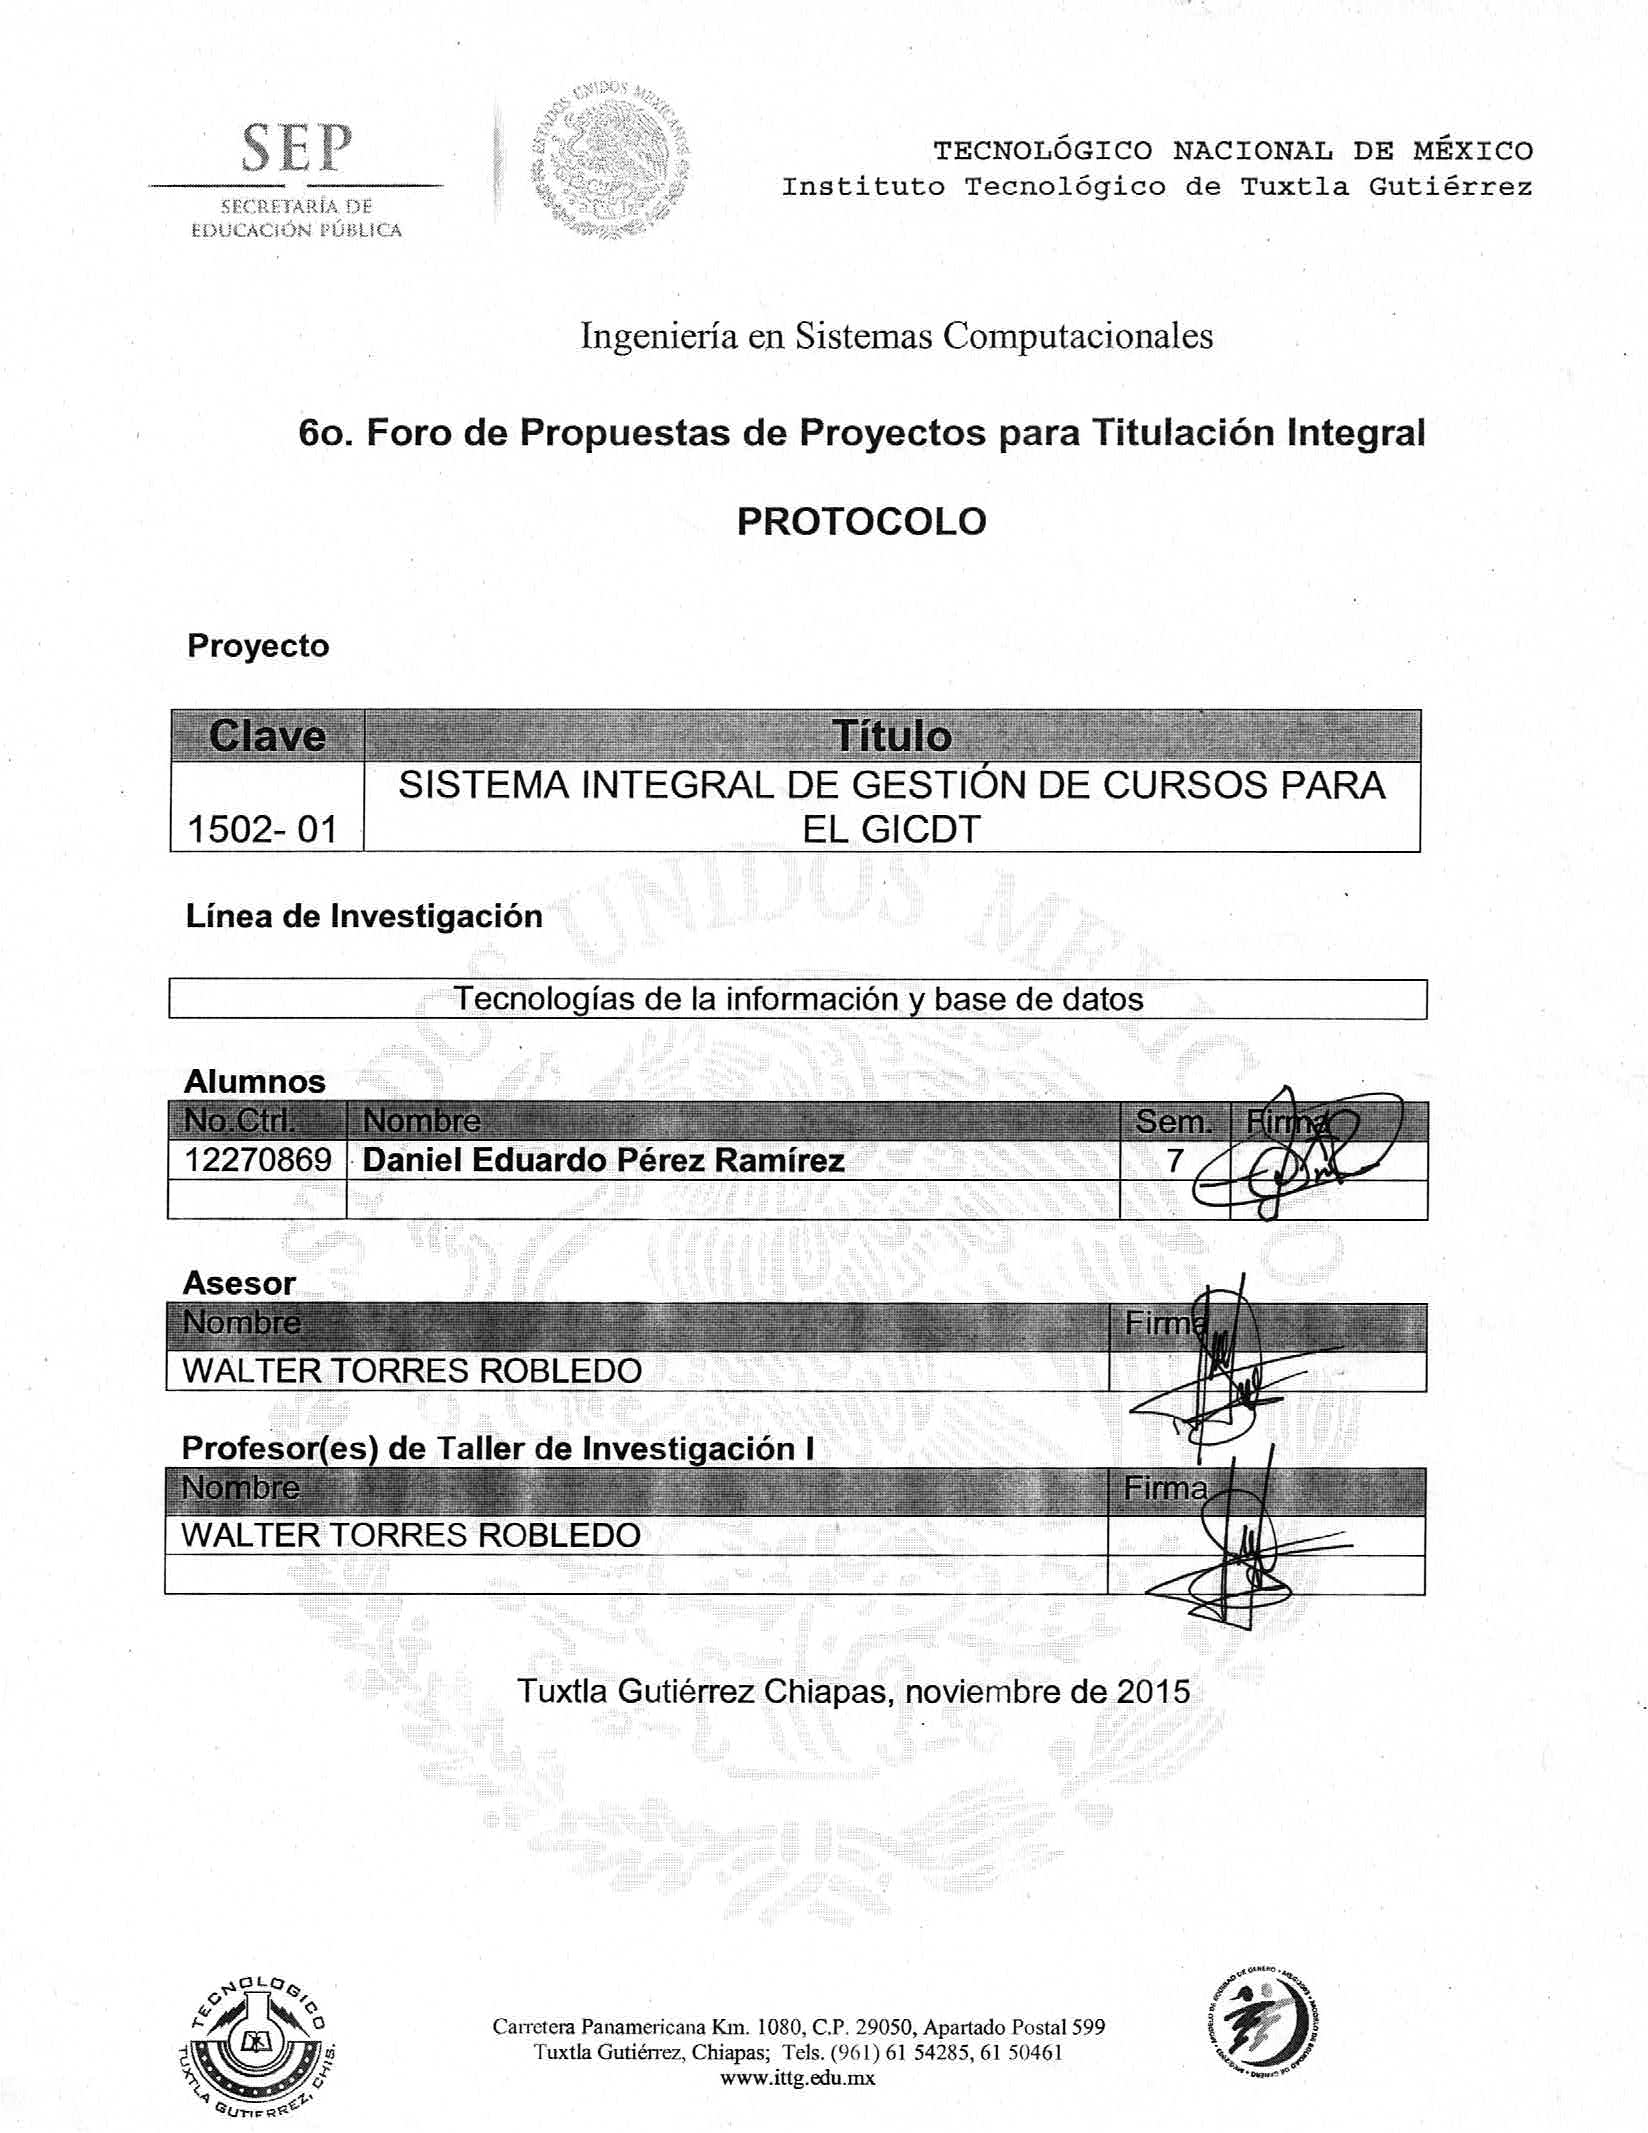 SEP
SECRETARÍA DE
EDUCACIÓN PÚBLICA
ESTADOS UNIDOS MEXICANOS
TECNOLÓGICO NACIONAL DE MÉXICO
Instituto Tecnológico de Tuxtla Gutiérrez
Ingeniería en Sistemas Computacionales
6o. Foro de Propuestas de Proyectos para Titulación Integral
PROTOCOLO
Proyecto
Clave Título
SISTEMA INTEGRAL DE GESTIÓN DE CURSOS PARA
1502- 01 EL GICDT
Línea de Investigación
Tecnologías de la información y base de datos
Alumnos
No.Ctrl. Nombre Sem. Firma
12270869 Daniel Eduardo Pérez Ramírez 7
Asesor
Nombre Firma
WALTER TORRES ROBLEDO
Profesor(es) de Taller de Investigación I
Nombre Firma
WALTER TORRES ROBLEDO
Tuxtla Gutiérrez Chiapas, noviembre de 2015
TECNOLOGICO
TUXTLA GUTIERREZ, CHIS.
Carretera Panamericana Km. 1080, C.P. 29050, Apartado Postal 599
Tuxtla Gutiérrez, Chiapas; Tels. (961) 61 54285, 61 50461
www.ittg.edu.mx